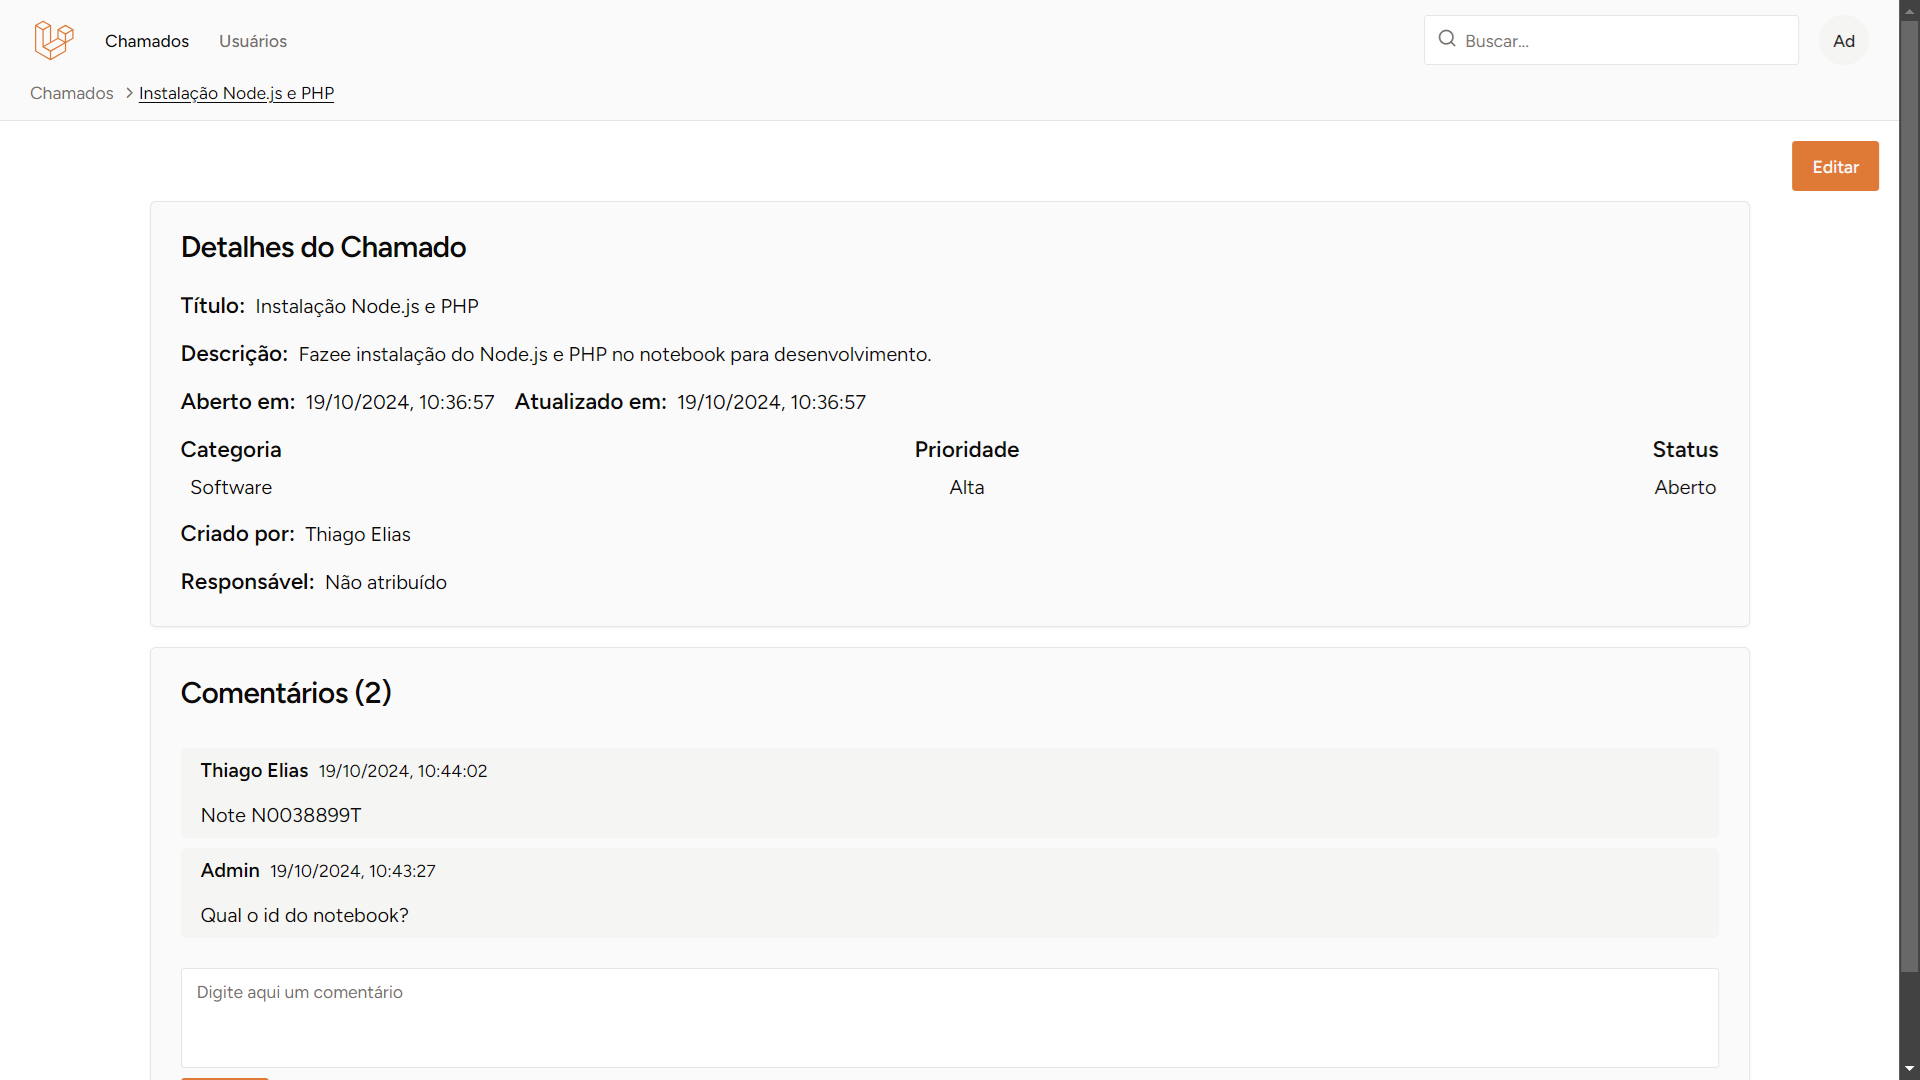 Chamados Usuários Buscar... Ad
Chamados > Instalação Node.js e PHP
Editar
Detalhes do Chamado
Título: Instalação Node.js e PHP
Descrição: Fazee instalação do Node.js e PHP no notebook para desenvolvimento.
Aberto em: 19/10/2024, 10:36:57 Atualizado em: 19/10/2024, 10:36:57
Categoria Prioridade Status
Software Alta Aberto
Criado por: Thiago Elias
Responsável: Não atribuído
Comentários (2)
Thiago Elias 19/10/2024, 10:44:02
Note N0038899T
Admin 19/10/2024, 10:43:27
Qual o id do notebook?
Digite aqui um comentário